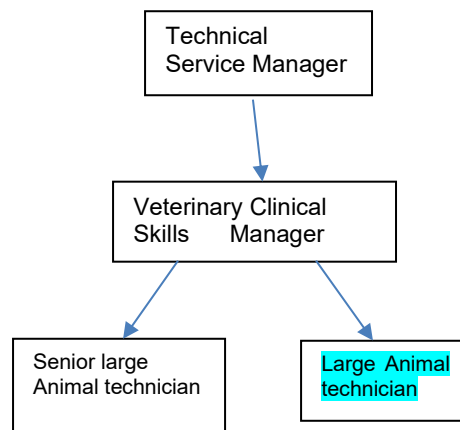 Technical
Service Manager
Veterinary Clinical
Skills Manager
Senior large
Animal technician
Large Animal
technician